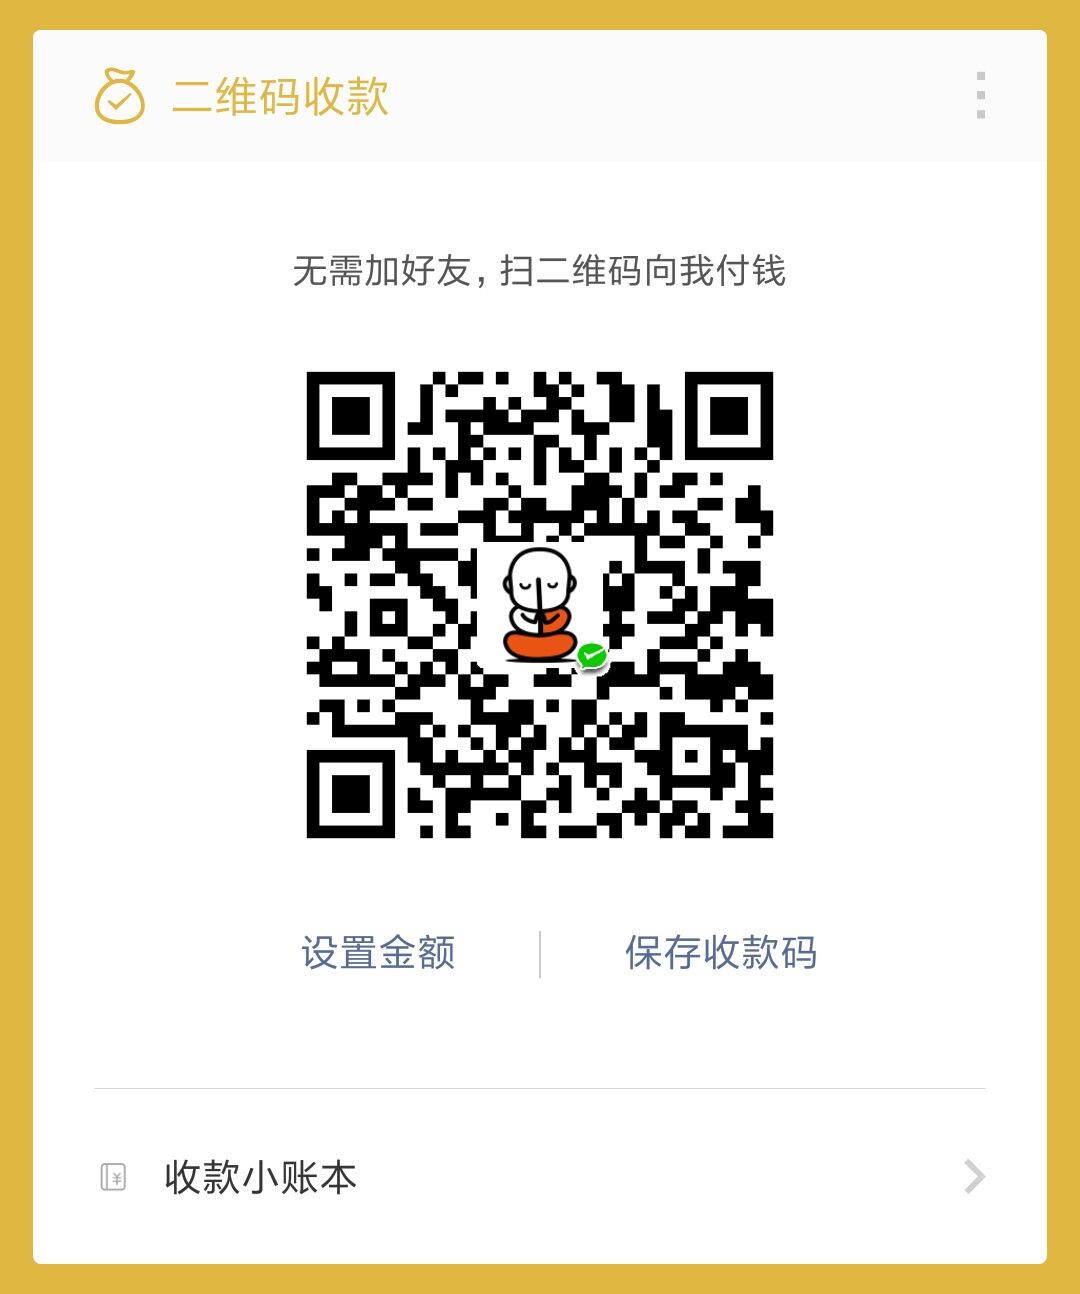 二维码收款
无需加好友，扫二维码向我付钱
设置金额
保存收款码
收款小账本